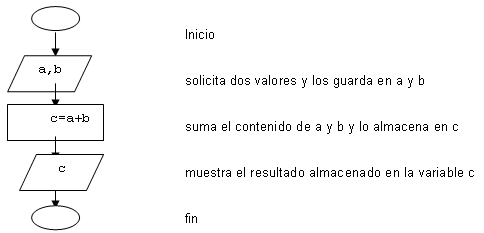 Inicio
a,b
solicita dos valores y los guarda en a y b
c=a+b
suma el contenido de a y b y lo almacena en c
c
muestra el resultado almacenado en la variable c
fin